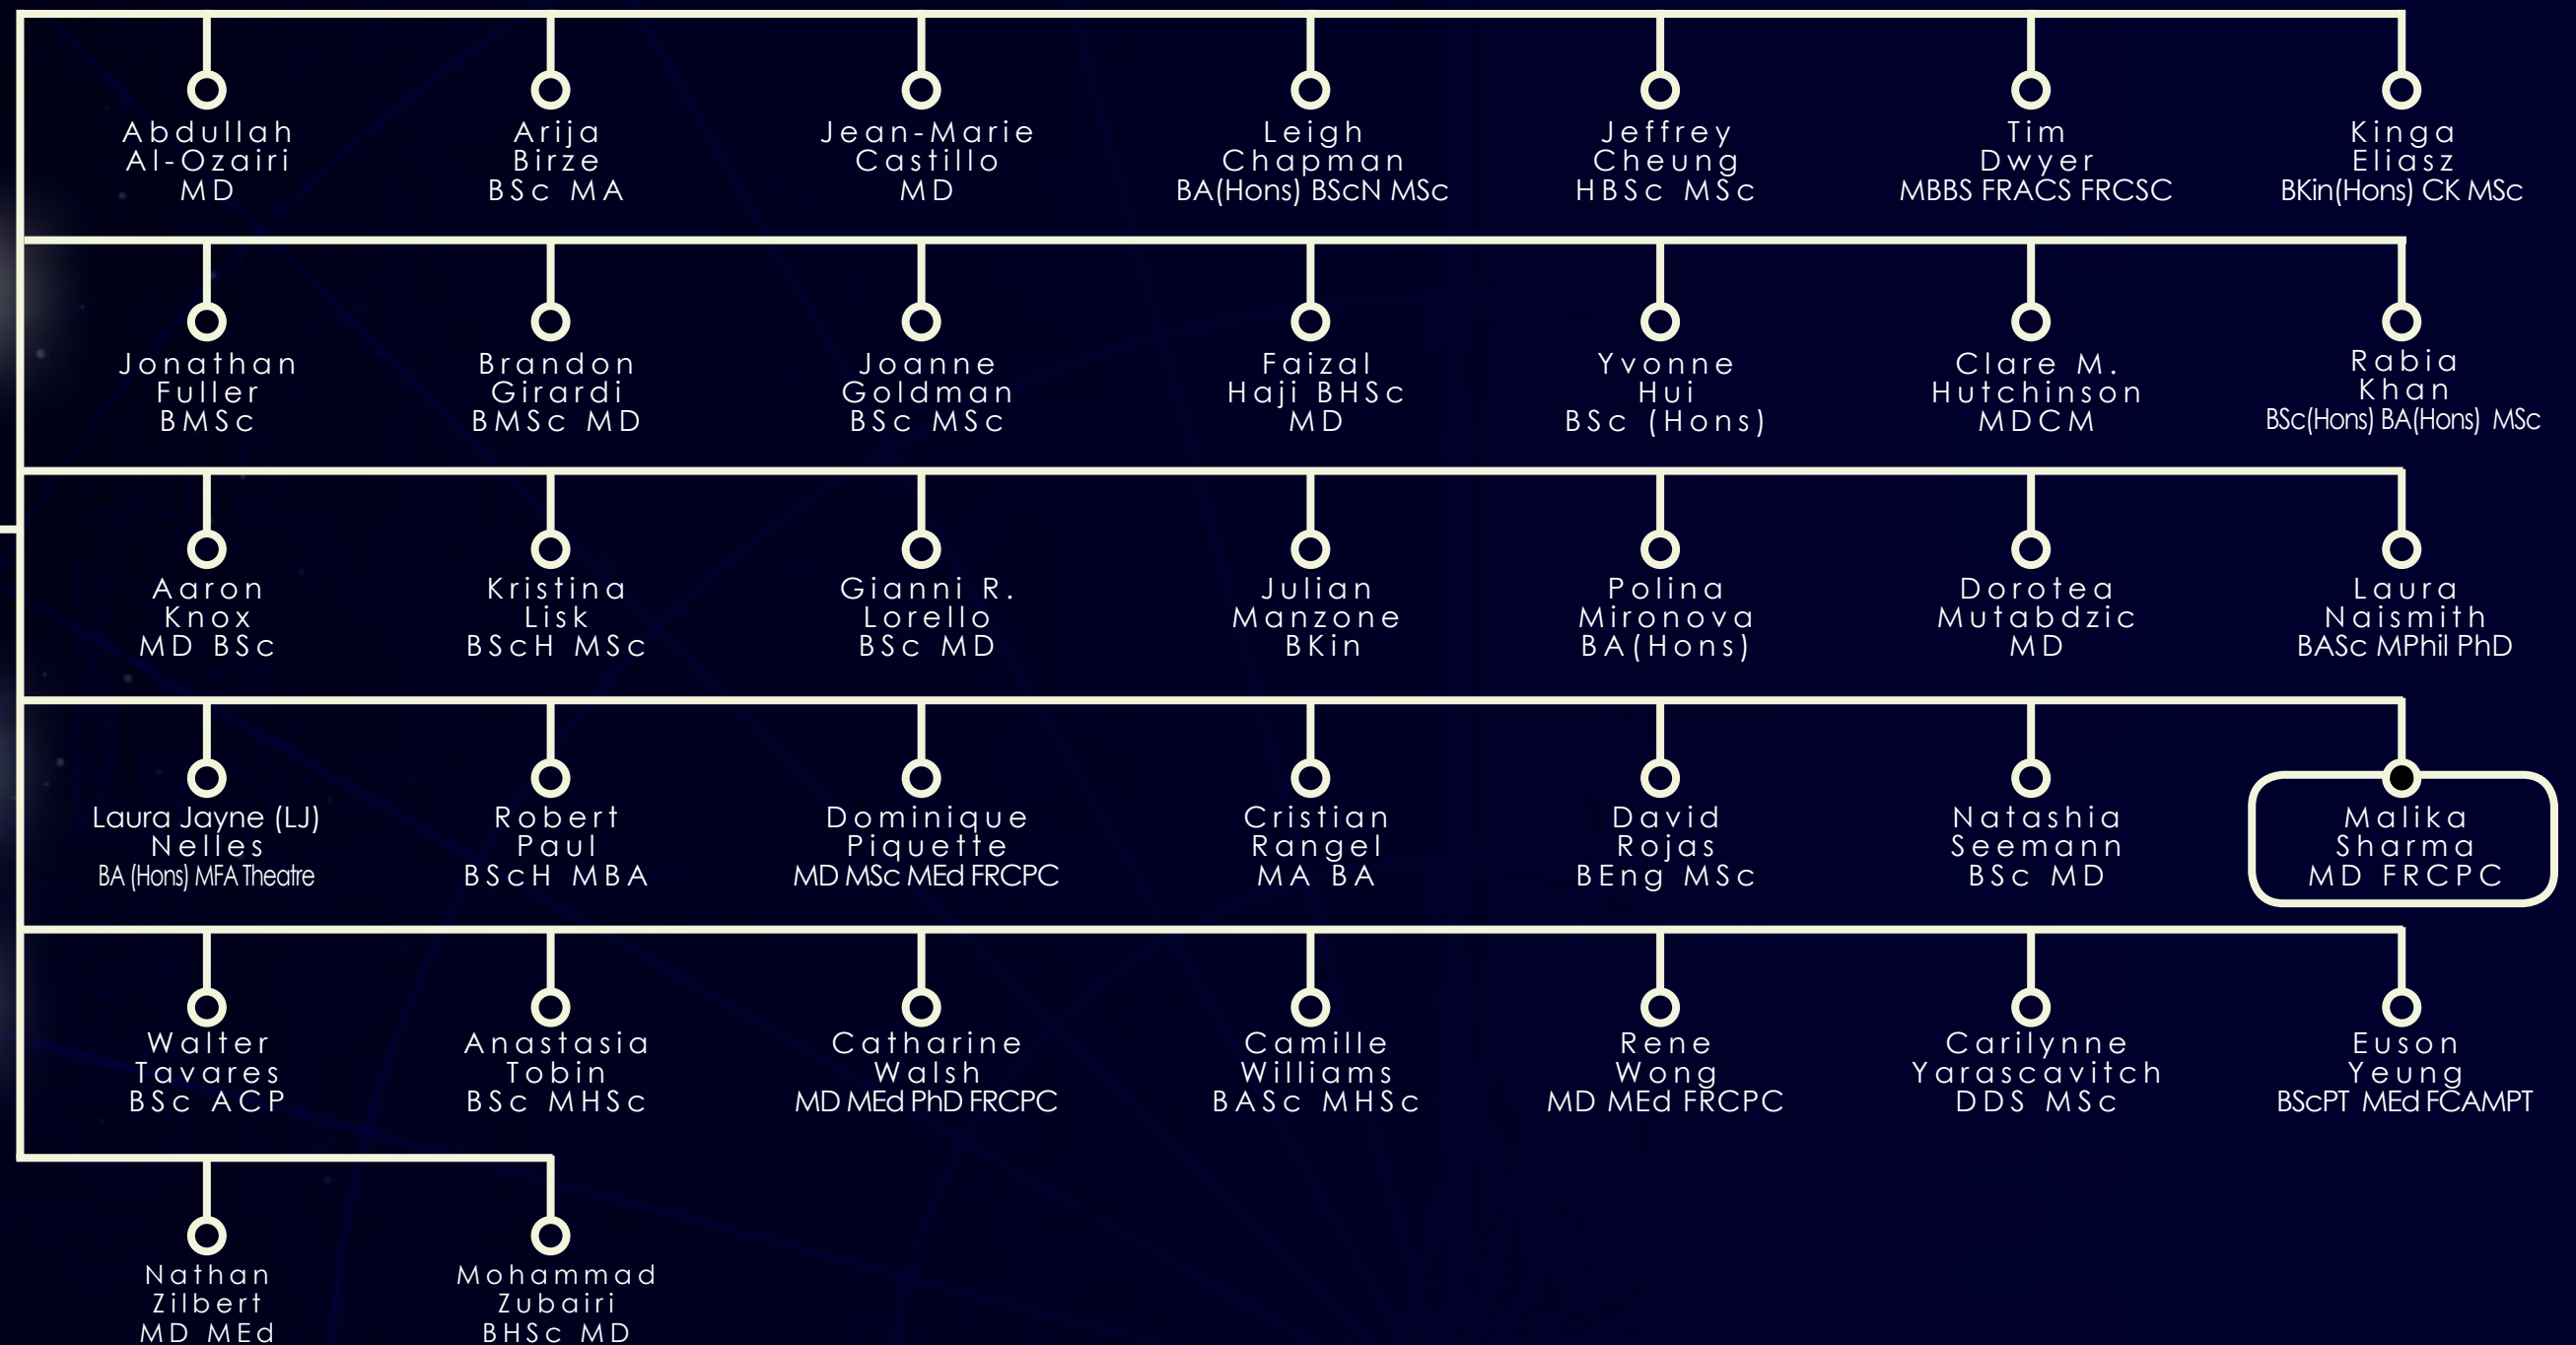 Abdullah
Al-Ozairi
MD
Arija
Birze
BSc MA
Jean-Marie
Castillo
MD
Leigh
Chapman
BA(Hons) BScN MSc
Jeffrey
Cheung
HBSc MSc
Tim
Dwyer
MBBS FRACS FRCSC
Kinga
Eliasz
BKin(Hons) CK MSc
Jonathan
Fuller
BMSc
Brandon
Girardi
BMSc MD
Joanne
Goldman
BSc MSc
Faizal
Haji BHSc
MD
Yvonne
Hui
BSc (Hons)
Clare M.
Hutchinson
MDCM
Rabia
Khan
BSc(Hons) BA(Hons) MSc
Aaron
Knox
MD BSc
Kristina
Lisk
BScH MSc
Gianni R.
Lorello
BSc MD
Julian
Manzone
BKin
Polina
Mironova
BA(Hons)
Dorotea
Mutabdzic
MD
Laura
Naismith
BASc MPhil PhD
Laura Jayne (LJ)
Nelles
BA (Hons) MFA Theatre
Robert
Paul
BScH MBA
Dominique
Piquette
MD MSc MEd FRCPC
Cristian
Rangel
MA BA
David
Rojas
BEng MSc
Natashia
Seemann
BSc MD
Malika
Sharma
MD FRCPC
Walter
Tavares
BSc ACP
Anastasia
Tobin
BSc MHSc
Catharine
Walsh
MD MEd PhD FRCPC
Camille
Williams
BASc MHSc
Rene
Wong
MD MEd FRCPC
Carilynne
Yarascavitch
DDS MSc
Euson
Yeung
BScPT MEd FCAMPT
Nathan
Zilbert
MD MEd
Mohammad
Zubairi
BHSc MD